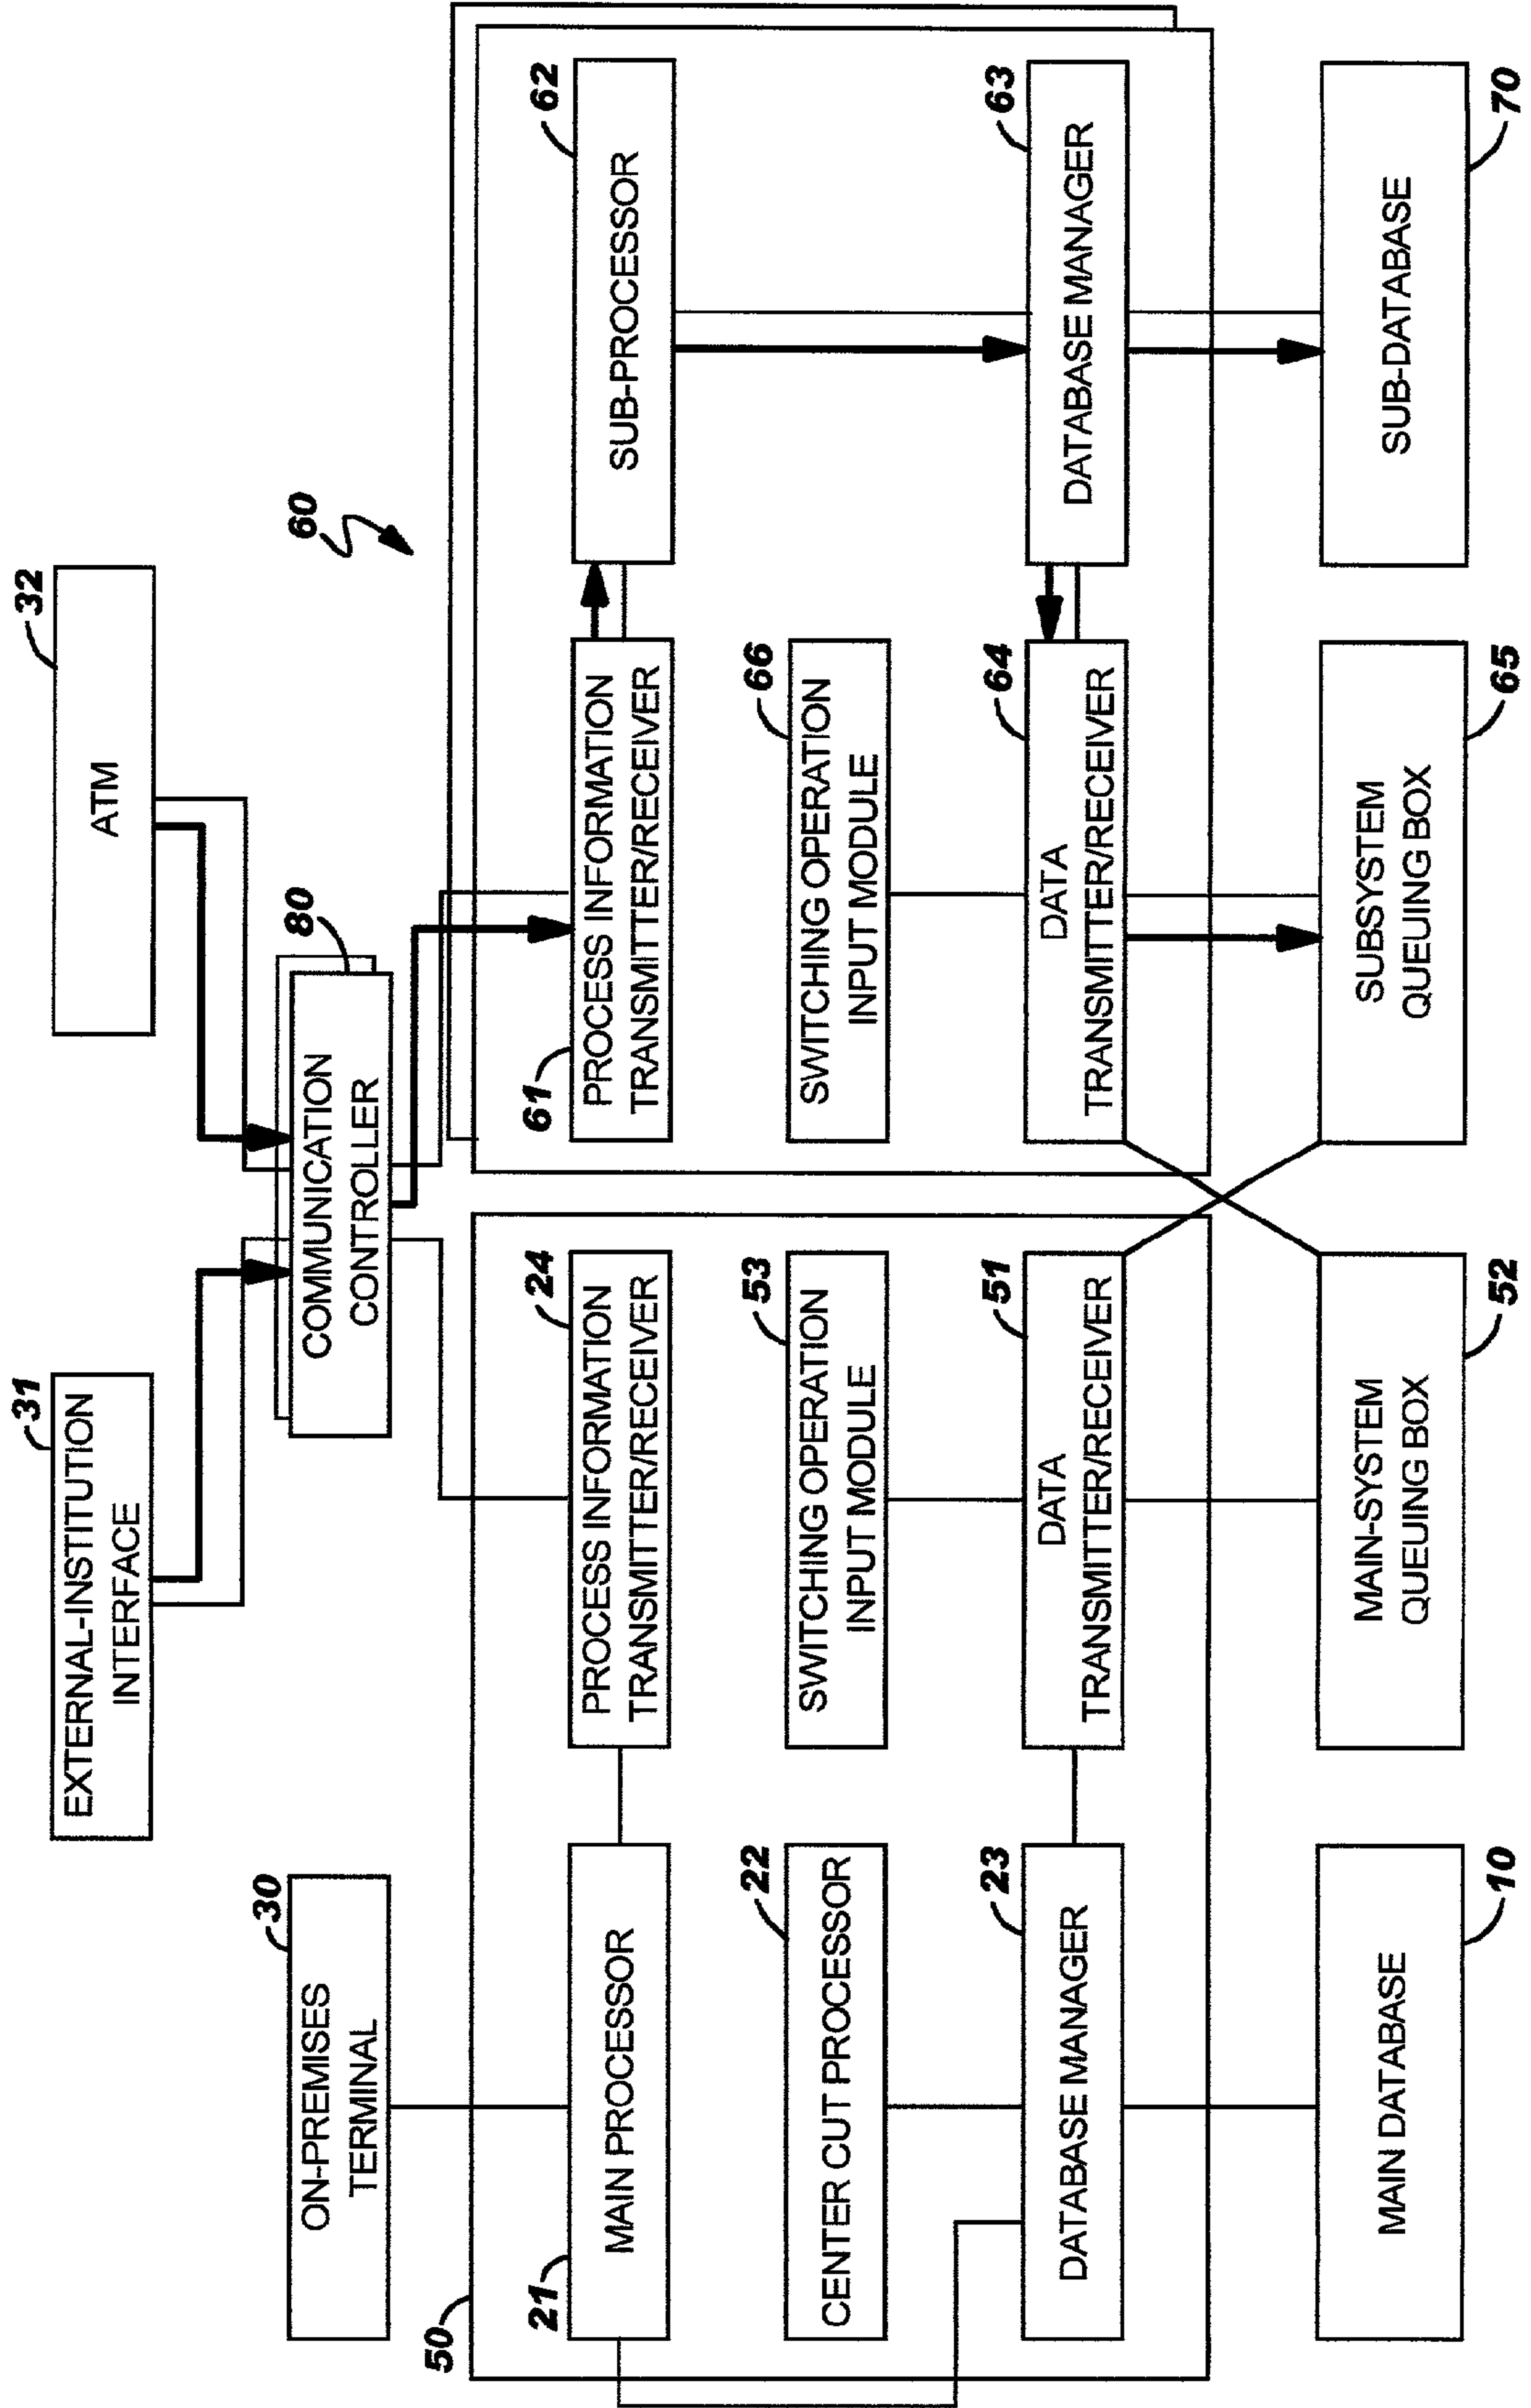 31
EXTERNAL-INSTITUTION
INTERFACE
32
ATM
30
ON-PREMISES
TERMINAL
80
COMMUNICATION
CONTROLLER
60
50
21
MAIN PROCESSOR
24
PROCESS INFORMATION
TRANSMITTER/RECEIVER
61
PROCESS INFORMATION
TRANSMITTER/RECEIVER
62
SUB-PROCESSOR
22
CENTER CUT PROCESSOR
53
SWITCHING OPERATION
INPUT MODULE
66
SWITCHING OPERATION
INPUT MODULE
23
DATABASE MANAGER
51
DATA
TRANSMITTER/RECEIVER
64
DATA
TRANSMITTER/RECEIVER
63
DATABASE MANAGER
10
MAIN DATABASE
52
MAIN-SYSTEM
QUEUING BOX
65
SUBSYSTEM
QUEUING BOX
70
SUB-DATABASE